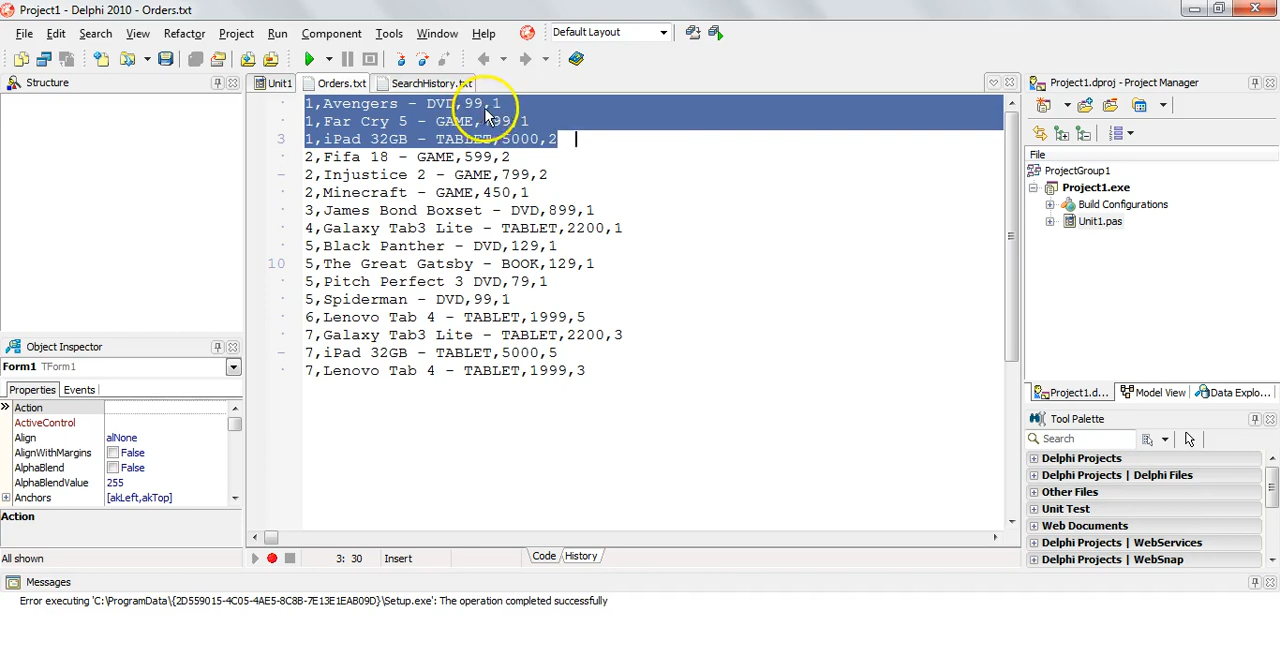 Project1 - Delphi 2010 - Orders.txt
File Edit Search View Refactor Project Run Component Tools Window Help Default Layout
Structure
Unit1 Orders.txt SearchHistory.txt
Project1.dproj - Project Manager
1,Avengers - DVD,99,1
1,Far Cry 5 - GAME,799,1
3 1,iPad 32GB - TABLET,5000,2
2,Fifa 18 - GAME,599,2
2,Injustice 2 - GAME,799,2
2,Minecraft - GAME,450,1
3,James Bond Boxset - DVD,899,1
4,Galaxy Tab3 Lite - TABLET,2200,1
5,Black Panther - DVD,129,1
10 5,The Great Gatsby - BOOK,129,1
5,Pitch Perfect 3 DVD,79,1
5,Spiderman - DVD,99,1
6,Lenovo Tab 4 - TABLET,1999,5
7,Galaxy Tab3 Lite - TABLET,2200,3
7,iPad 32GB - TABLET,5000,5
7,Lenovo Tab 4 - TABLET,1999,3
File
ProjectGroup1
Project1.exe
Build Configurations
Unit1.pas
Object Inspector
Form1 TForm1
Properties Events
Action
ActiveControl
Align alNone
AlignWithMargins False
AlphaBlend False
AlphaBlendValue 255
Anchors [akLeft,akTop]
Action
All shown
3: 30 Insert Code History
Project1.d... Model View Data Explo...
Tool Palette
Search
Delphi Projects
Delphi Projects | Delphi Files
Other Files
Unit Test
Web Documents
Delphi Projects | WebServices
Delphi Projects | WebSnap
Messages
Error executing 'C:\ProgramData\{2D559015-4C05-4AE5-8C8B-7E13E1EAB09D}\Setup.exe': The operation completed successfully